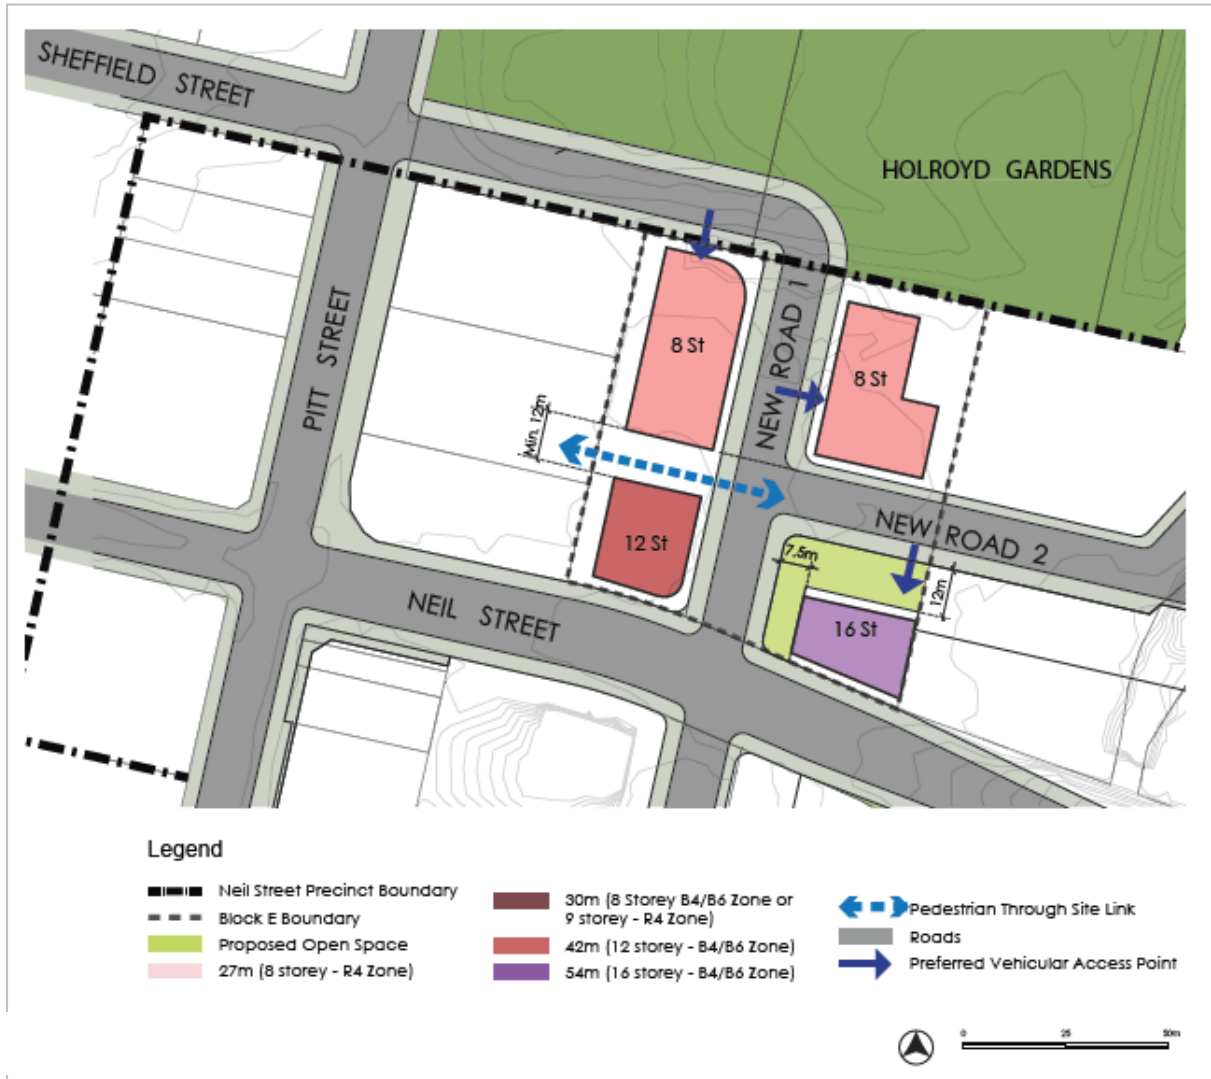 SHEFFIELD STREET
HOLROYD GARDENS
PITT STREET
NEW ROAD 1
8 St
8 St
Min. 12m
12 St
NEW ROAD 2
7.5m
12m
16 St
NEIL STREET
Legend
Neil Street Precinct Boundary
Block E Boundary
Proposed Open Space
27m (8 storey - R4 Zone)
30m (8 Storey B4/B6 Zone or
9 storey - R4 Zone)
42m (12 storey - B4/B6 Zone)
54m (16 storey - B4/B6 Zone)
Pedestrian Through Site Link
Roads
Preferred Vehicular Access Point
0 25 50m